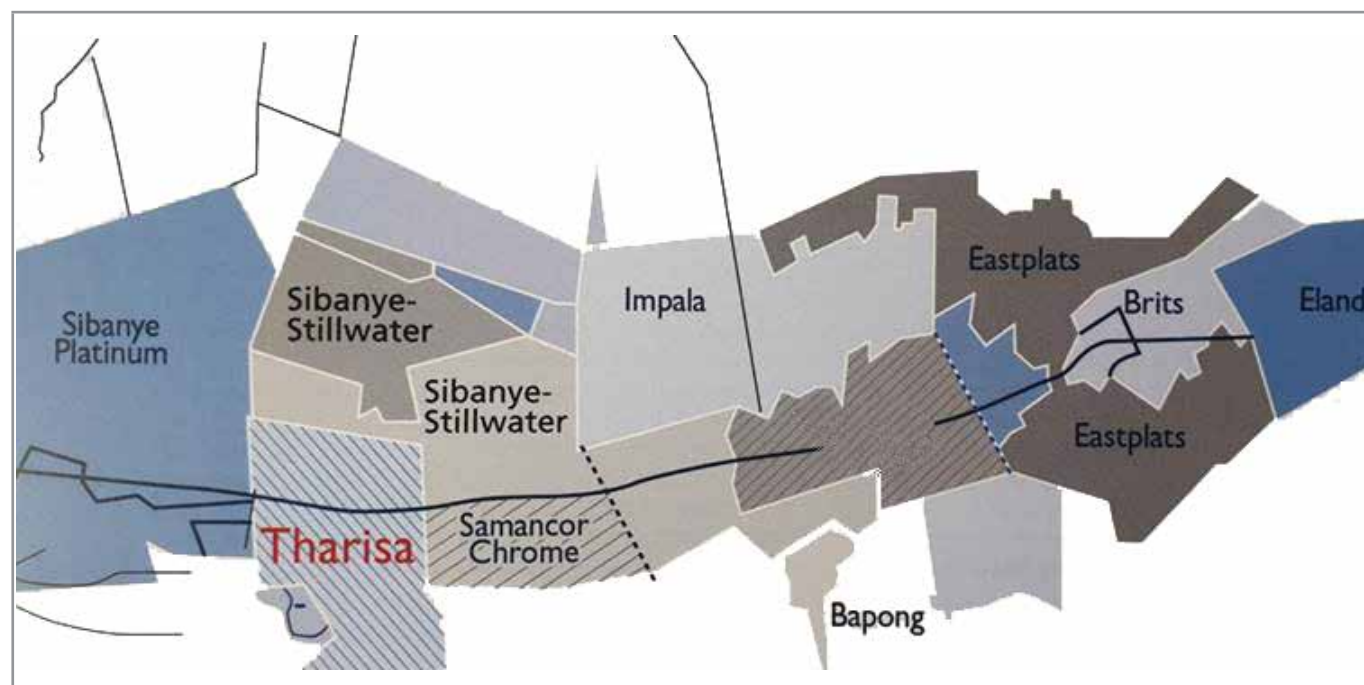 Sibanye
Platinum
Sibanye-
Stillwater
Sibanye-
Stillwater
Tharisa
Samancor
Chrome
Impala
Eastplats
Brits
Eland
Eastplats
Bapong